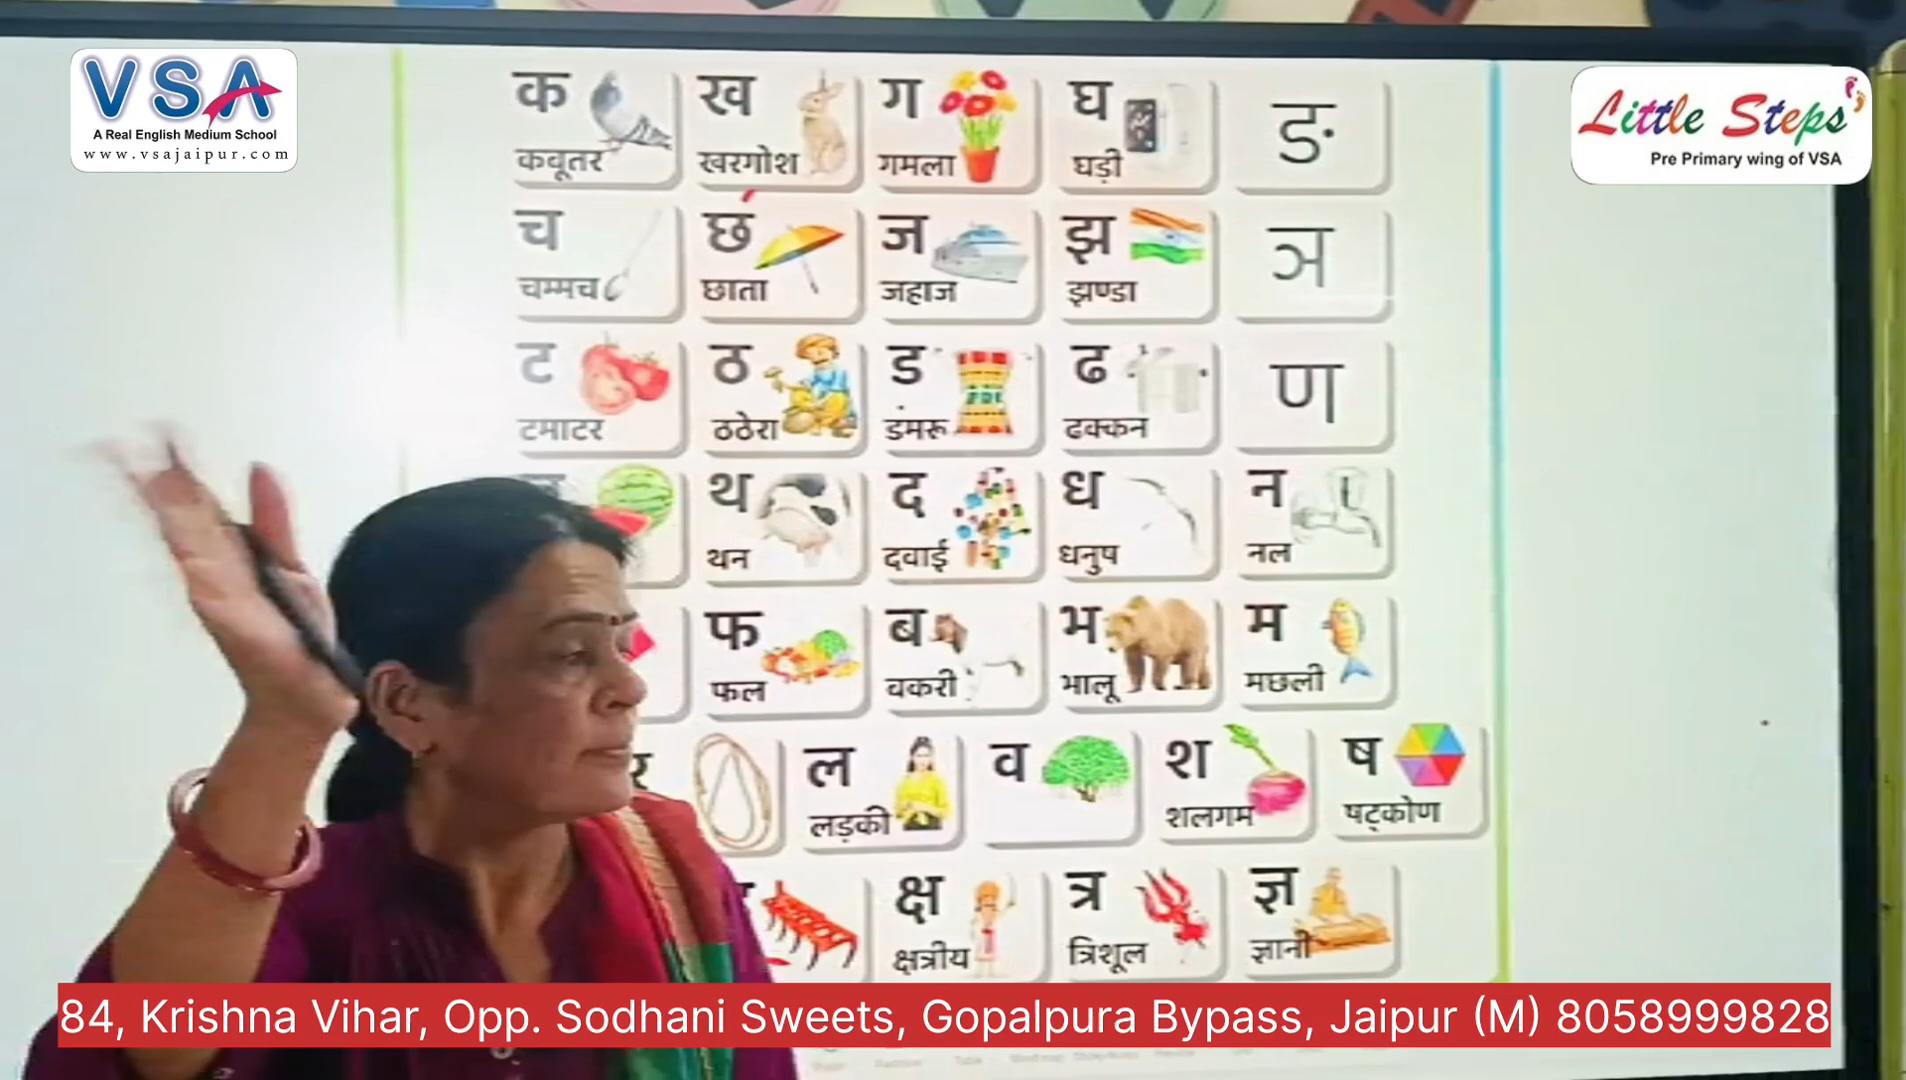 VSA
A Real English Medium School
www.vsajaipur.com
Little Steps
Pre Primary wing of VSA
क ख ग घ ङ
कबूतर खरगोश गमला घड़ी
च छ ज झ ञ
चम्मच छाता जहाज झण्डा
ट ठ ड ढ ण
टमाटर ठठेरा डमरू ढक्कन
थ द ध न
थन दवाई धनुष नल
फ ब भ म
फल वकरी भालू मछली
र ल व श ष
लड़की शलगम षट्कोण
क्ष त्र ज्ञ
क्षत्रीय त्रिशूल ज्ञानी
84, Krishna Vihar, Opp. Sodhani Sweets, Gopalpura Bypass, Jaipur (M) 8058999828